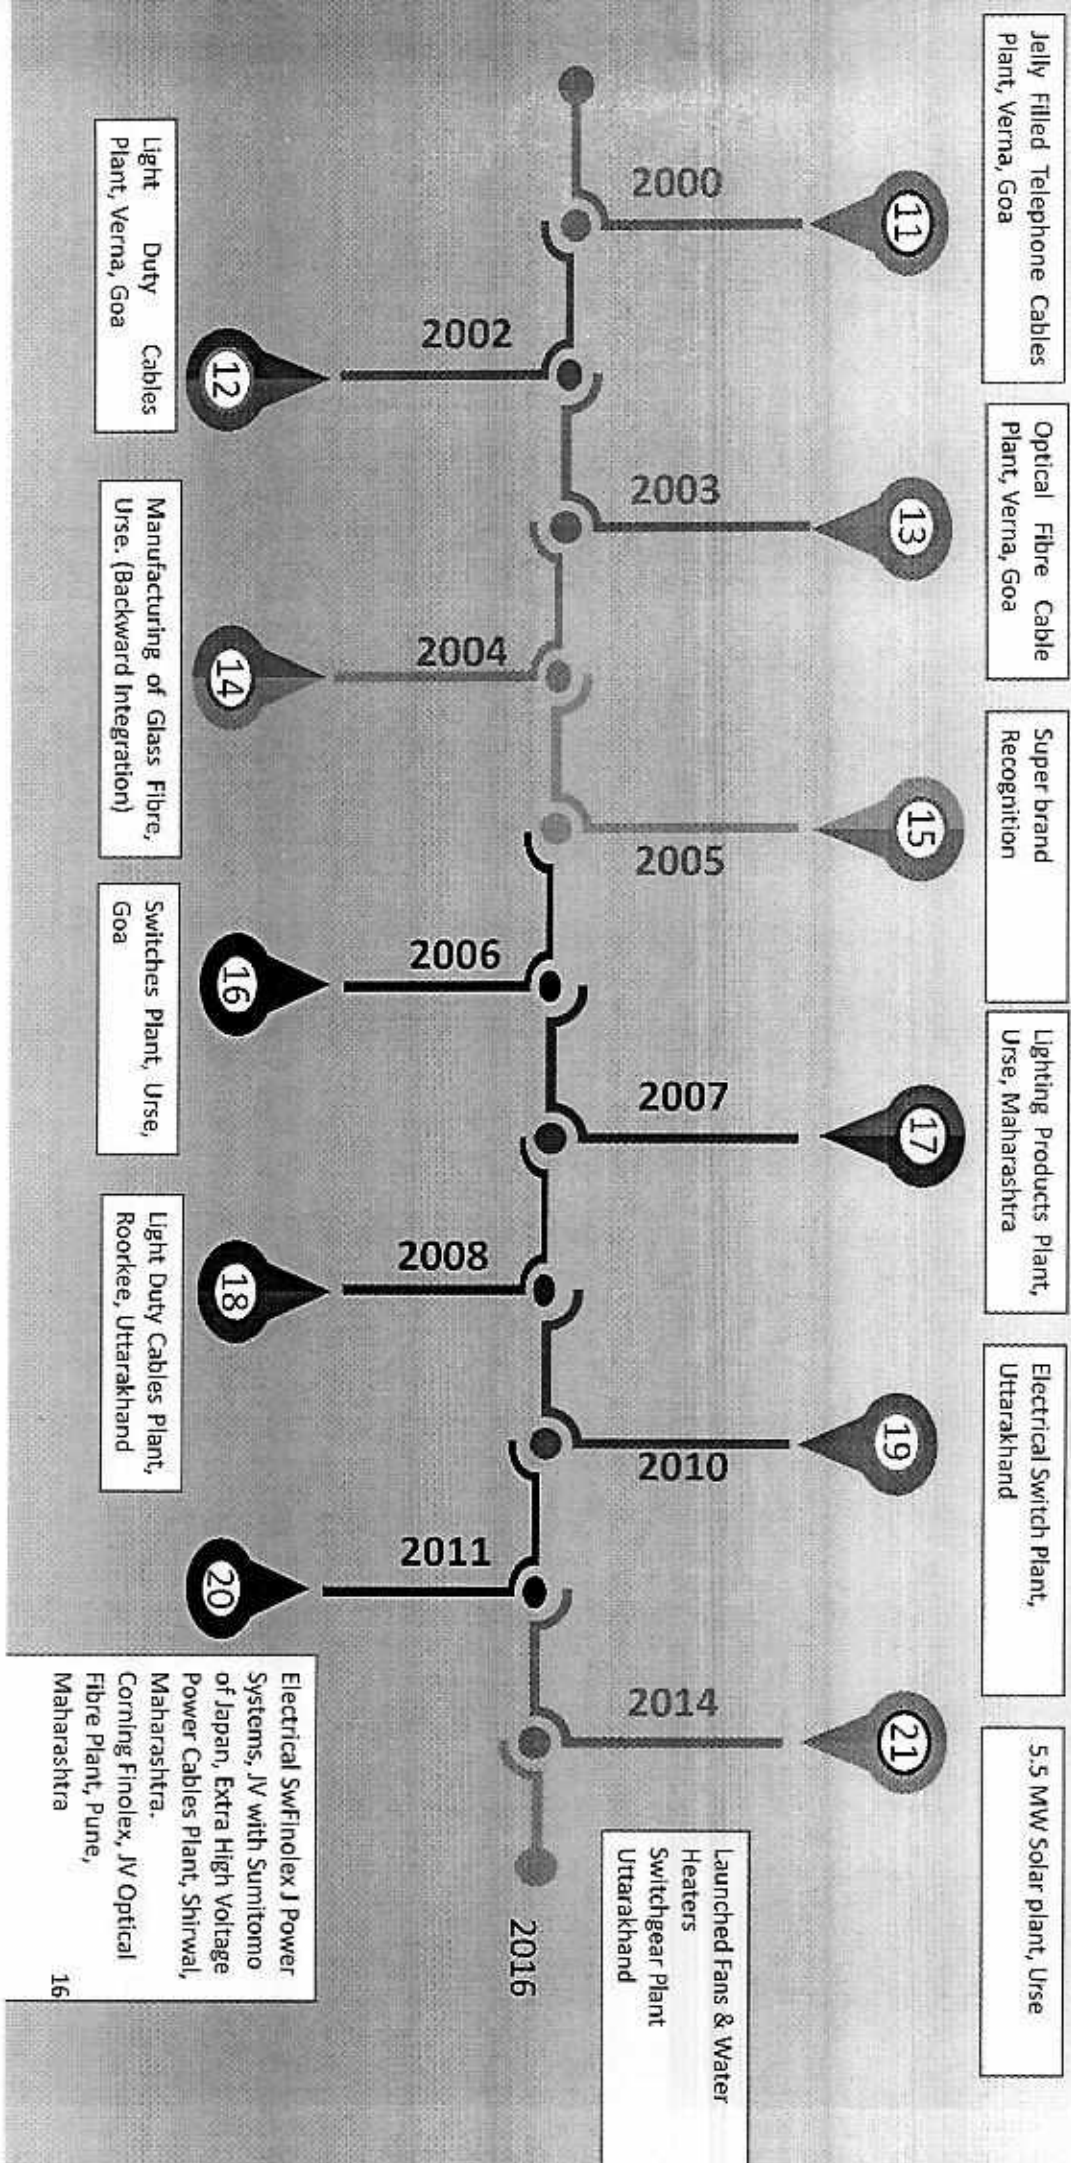 Jelly Filled Telephone Cables
Plant, Verna, Goa
Optical Fibre Cable
Plant, Verna, Goa
Super brand
Recognition
Lighting Products Plant,
Urse, Maharashtra
Electrical Switch Plant,
Uttarakhand
5.5 MW Solar plant, Urse
11
13
15
17
19
21
2000
2003
2005
2007
2010
2014
Launched Fans & Water
Heaters
Switchgear Plant
Uttarakhand
2016
2002
2004
2006
2008
2011
12
14
16
18
20
Light Duty Cables
Plant, Verna, Goa
Manufacturing of Glass Fibre,
Urse. (Backward Integration)
Switches Plant, Urse,
Goa
Light Duty Cables Plant,
Roorkee, Uttarakhand
Electrical SwFinolex J Power
Systems, JV with Sumitomo
of Japan, Extra High Voltage
Power Cables Plant, Shirwal,
Maharashtra.
Corning Finolex, JV Optical
Fibre Plant, Pune,
Maharashtra
16